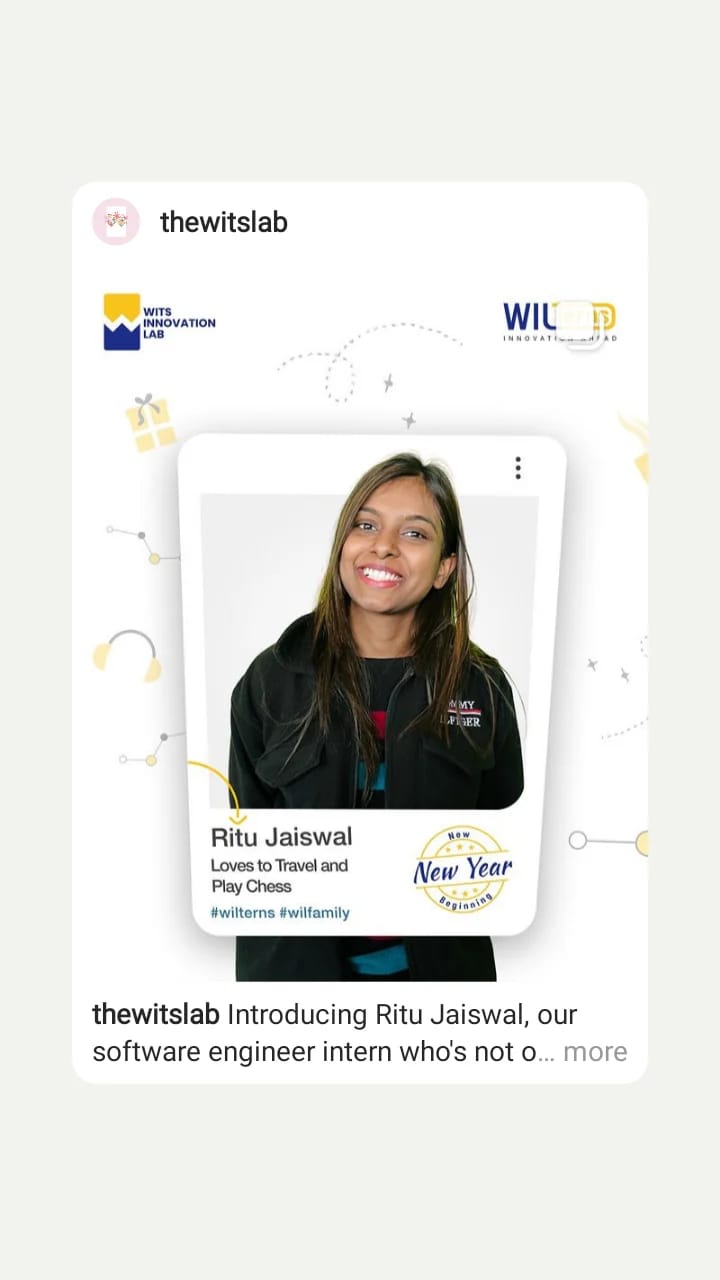 thewitslab
WITS
INNOVATION
LAB
WILterns
Ritu Jaiswal
Loves to Travel and
Play Chess
#wilterns #wilfamily
New
New Year
Beginning
thewitslab Introducing Ritu Jaiswal, our
software engineer intern who's not o... more